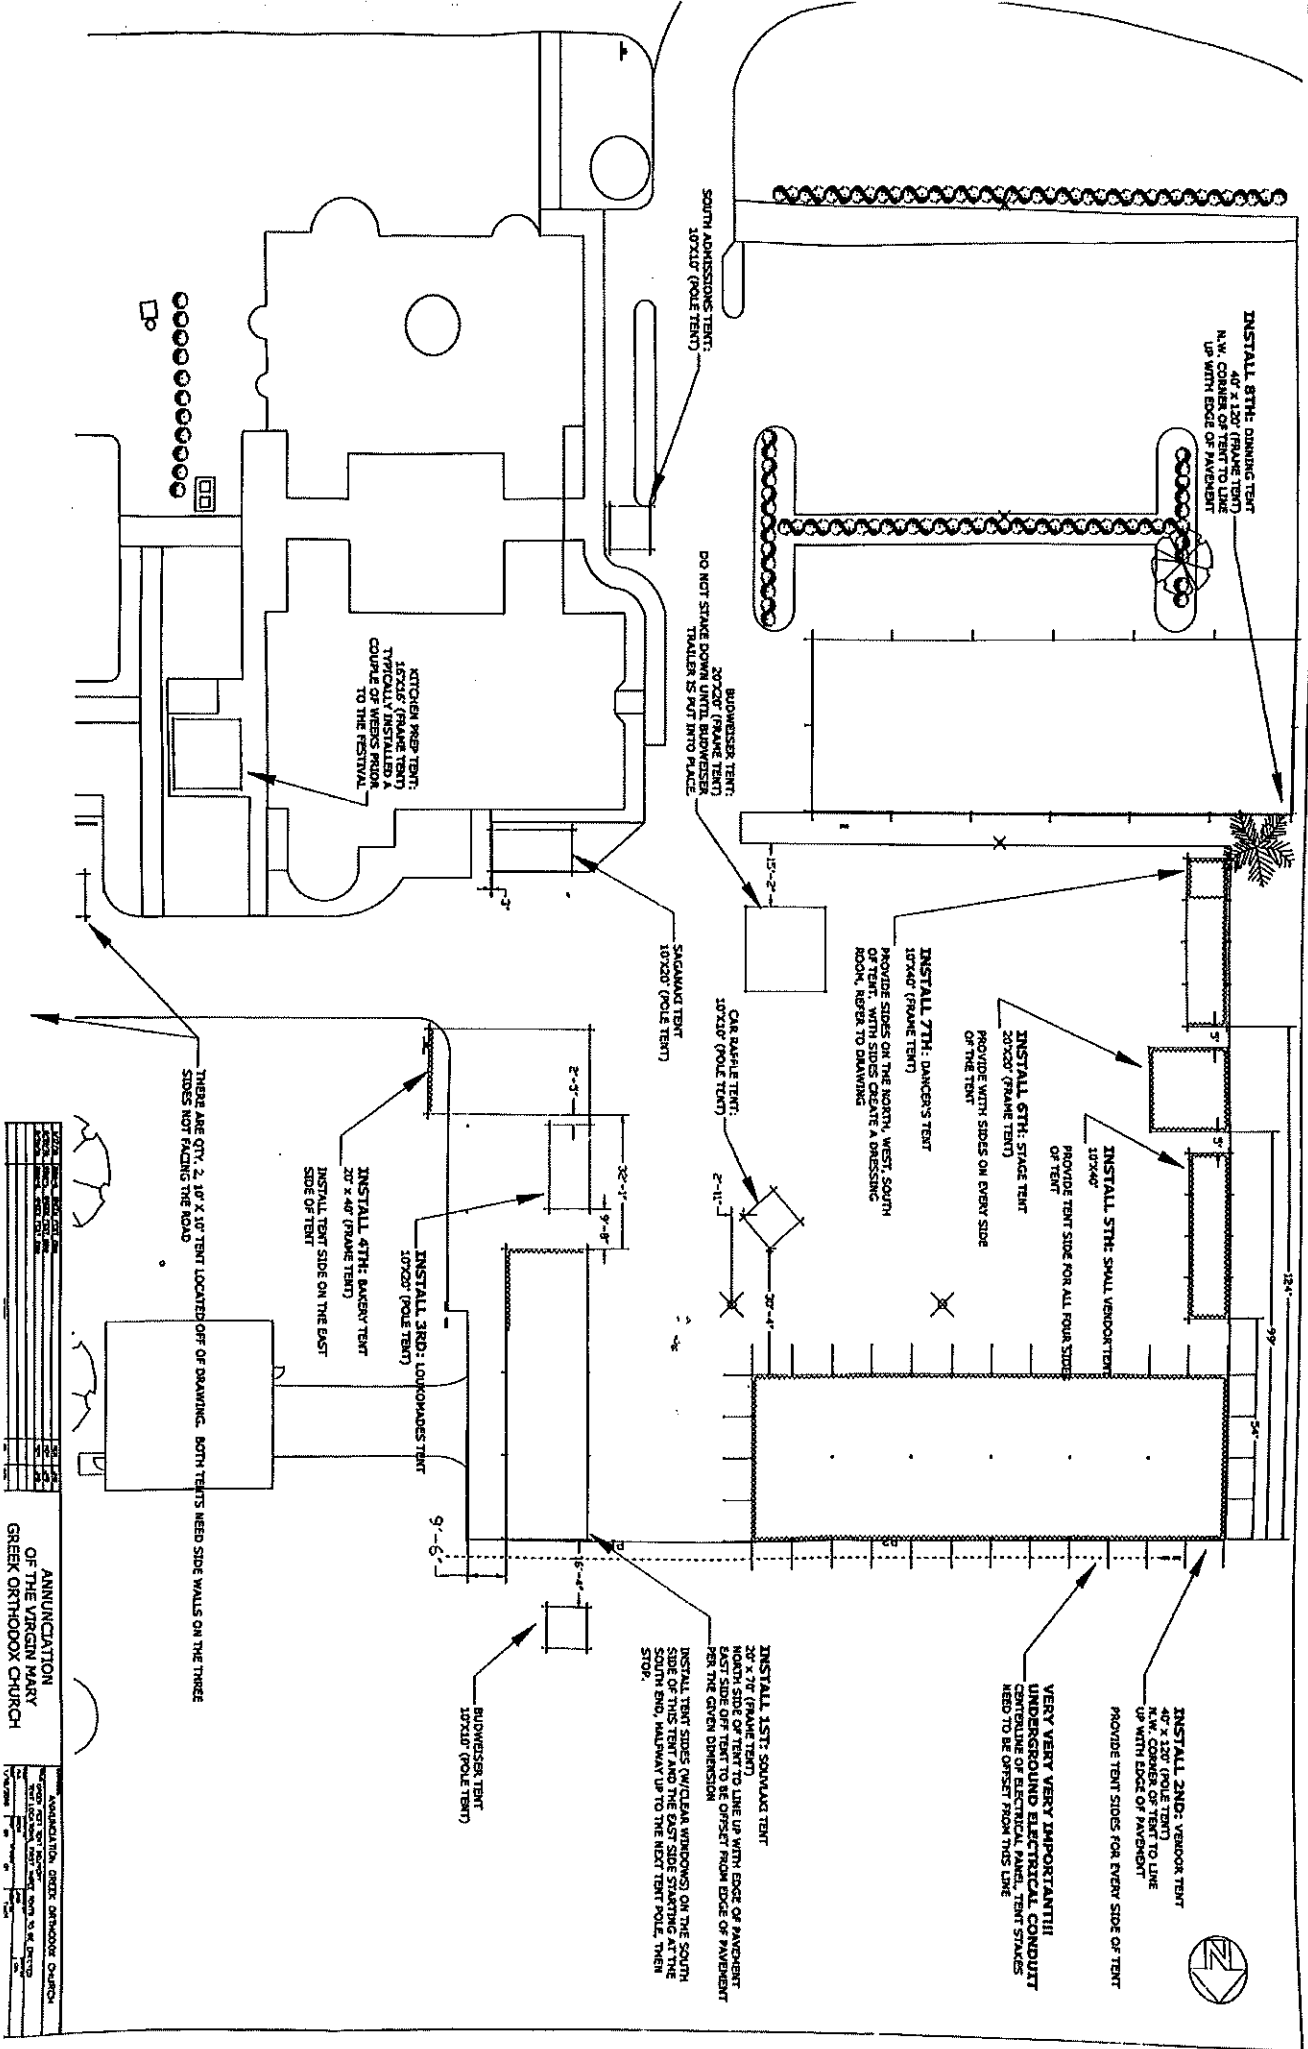 INSTALL 8TH: DINNING TENT
40' x 120' (FRAME TENT)
N.W. CORNER OF TENT TO LINE
UP WITH EDGE OF PAVEMENT
SOUTH ADMISSIONS TENT:
10'X10' (POLE TENT)
BUDWEISER TENT:
20'X20' (FRAME TENT)
DO NOT STAKE DOWN UNTIL BUDWEISER
TRAILER IS PUT INTO PLACE.
KITCHEN PREP TENT:
16'X16' (FRAME TENT)
TYPICALLY INSTALLED A
COUPLE OF WEEKS PRIOR
TO THE FESTIVAL
15'-2"
3'
SAGANAKI TENT
10'X20' (POLE TENT)
INSTALL 7TH: DANCER'S TENT
10'X40' (FRAME TENT)
PROVIDE SIDES ON THE NORTH, WEST, SOUTH
OF TENT. WITH SIDES CREATE A DRESSING
ROOM, REFER TO DRAWING
CAR RAFFLE TENT:
10'X10' (POLE TENT)
INSTALL 6TH: STAGE TENT
20'X20' (FRAME TENT)
PROVIDE WITH SIDES ON EVERY SIDE
OF THE TENT
INSTALL 5TH: SMALL VENDOR TENT
10'X40'
PROVIDE TENT SIDE FOR ALL FOUR SIDES
OF TENT
5'
5'
124'
99'
54'
2'-11"
30'-4"
2'-5"
32'-1"
9'-8"
INSTALL 3RD: LOUKOMADES TENT
10'X20' (POLE TENT)
INSTALL 4TH: BAKERY TENT
20' x 40' (FRAME TENT)
INSTALL TENT SIDE ON THE EAST
SIDE OF TENT
THERE ARE QTY. 2, 10' X 10' TENT LOCATED OFF OF DRAWING. BOTH TENTS NEED SIDE WALLS ON THE THREE
SIDES NOT FACING THE ROAD
9'-6"
16'-4"
INSTALL 2ND: VENDOR TENT
40' x 120' (POLE TENT)
N.W. CORNER OF TENT TO LINE
UP WITH EDGE OF PAVEMENT
PROVIDE TENT SIDES FOR EVERY SIDE OF TENT
VERY VERY VERY IMPORTANT!!!
UNDERGROUND ELECTRICAL CONDUIT
CENTERLINE OF ELECTRICAL PANEL, TENT STAKES
NEED TO BE OFFSET FROM THIS LINE
INSTALL 1ST: SOUVLAKI TENT
20' x 70' (FRAME TENT)
NORTH SIDE OF TENT TO LINE UP WITH EDGE OF PAVEMENT
EAST SIDE OFF TENT TO BE OFFSET FROM EDGE OF PAVEMENT
PER THE GIVEN DIMENSION
INSTALL TENT SIDES (W/CLEAR WINDOWS) ON THE SOUTH
SIDE OF THIS TENT AND THE EAST SIDE STARTING AT THE
SOUTH END, HALFWAY UP TO THE NEXT TENT POLE, THEN
STOP.
BUDWEISER TENT
10'X10' (POLE TENT)
N
ANNUNCIATION
OF THE VIRGIN MARY
GREEK ORTHODOX CHURCH
ANNUNCIATION GREEK ORTHODOX CHURCH